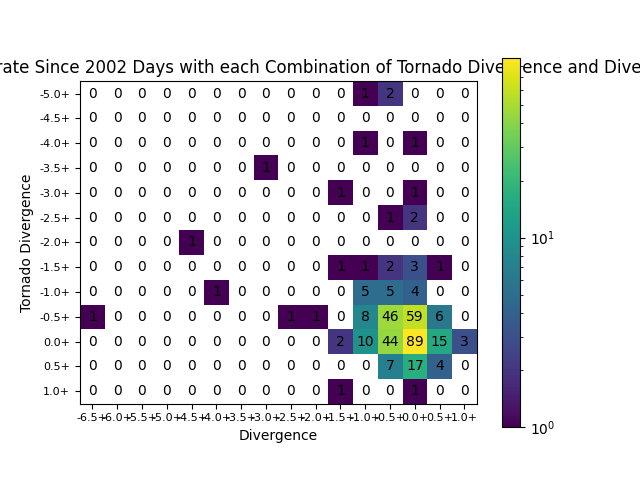 rate Since 2002 Days with each Combination of Tornado Divergence and Dive
-5.0+ 0 0 0 0 0 0 0 0 0 0 0 1 2 0 0 0
-4.5+ 0 0 0 0 0 0 0 0 0 0 0 0 0 0 0 0
-4.0+ 0 0 0 0 0 0 0 0 0 0 0 1 0 1 0 0
-3.5+ 0 0 0 0 0 0 0 1 0 0 0 0 0 0 0 0
-3.0+ 0 0 0 0 0 0 0 0 0 0 1 0 0 1 0 0
-2.5+ 0 0 0 0 0 0 0 0 0 0 0 0 1 2 0 0
-2.0+ 0 0 0 0 1 0 0 0 0 0 0 0 0 0 0 0
-1.5+ 0 0 0 0 0 0 0 0 0 0 1 1 2 3 1 0
-1.0+ 0 0 0 0 0 1 0 0 0 0 0 5 5 4 0 0
-0.5+ 1 0 0 0 0 0 0 0 1 1 0 8 46 59 6 0
0.0+ 0 0 0 0 0 0 0 0 0 0 2 10 44 89 15 3
0.5+ 0 0 0 0 0 0 0 0 0 0 0 0 7 17 4 0
1.0+ 0 0 0 0 0 0 0 0 0 0 1 0 0 1 0 0
-6.5+ -6.0+ -5.5+ -5.0+ -4.5+ -4.0+ -3.5+ -3.0+ -2.5+ -2.0+ -1.5+ -1.0+ -0.5+ 0.0+ 0.5+ 1.0+
Divergence
Tornado Divergence
10^1
10^0